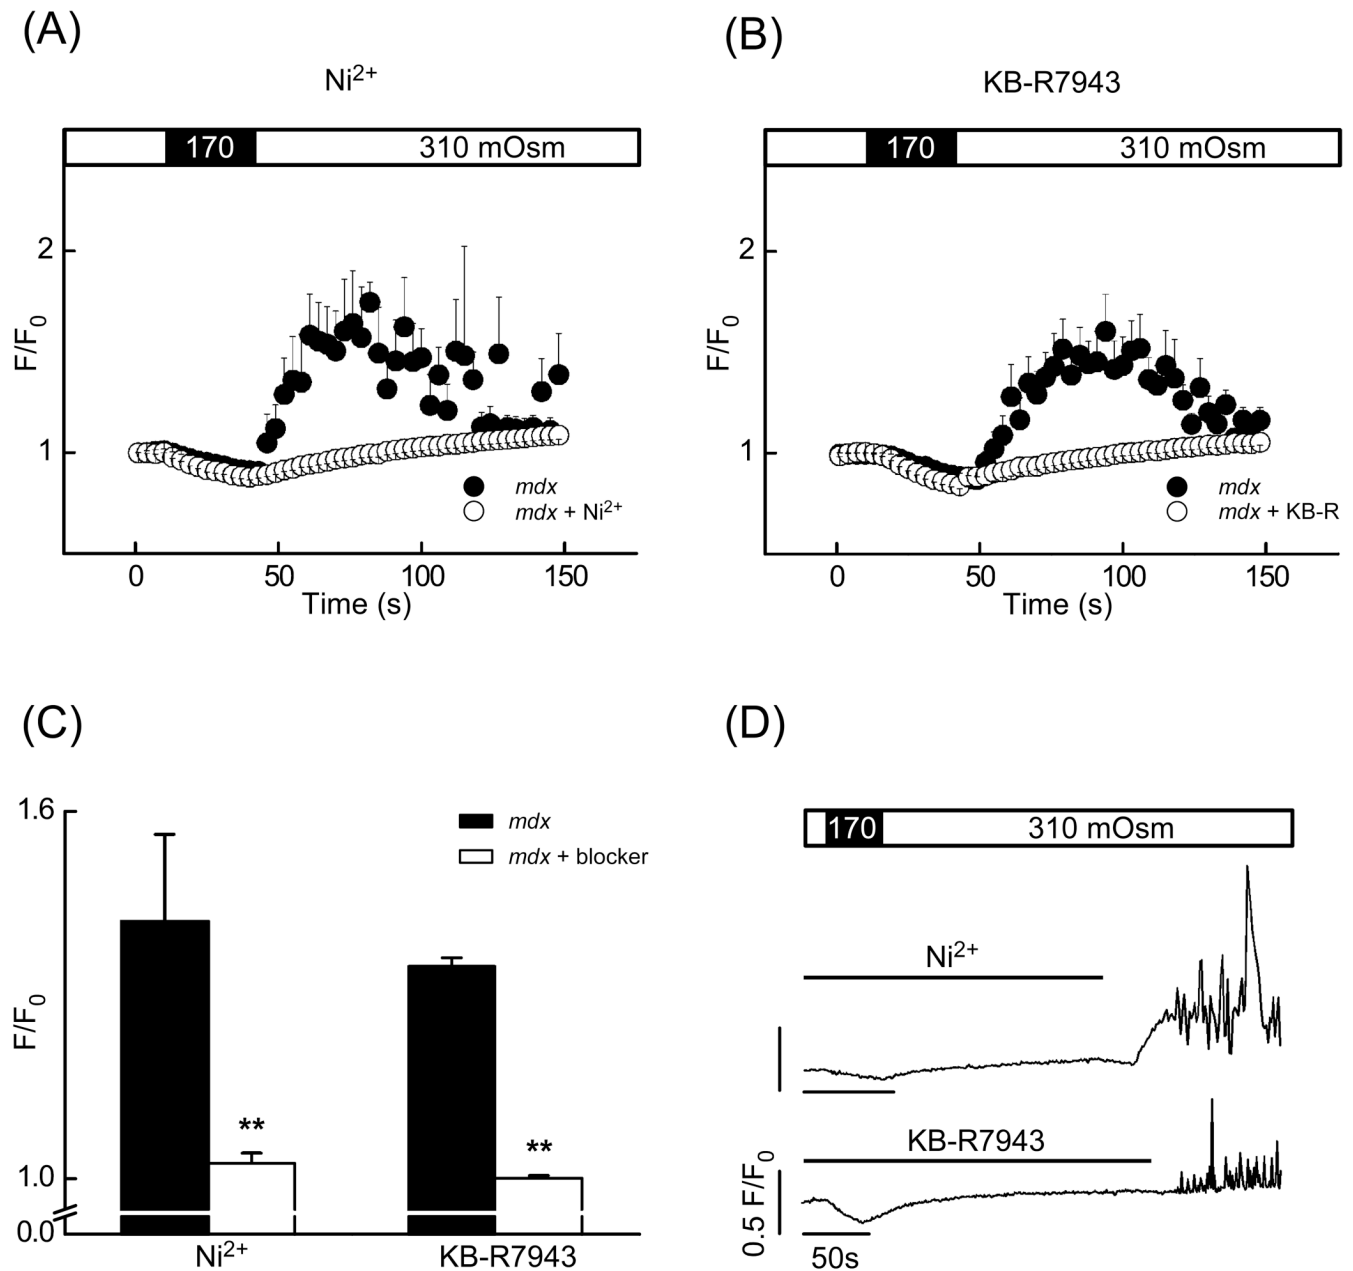 (A)
Ni²⁺
170
310 mOsm
2
1
F/F₀
mdx
mdx + Ni²⁺
0
50
100
150
Time (s)
(B)
KB-R7943
170
310 mOsm
2
1
F/F₀
mdx
mdx + KB-R
0
50
100
150
Time (s)
(C)
1.6
1.0
0.0
F/F₀
mdx
mdx + blocker
**
**
Ni²⁺
KB-R7943
(D)
170
310 mOsm
Ni²⁺
KB-R7943
0.5 F/F₀
50s